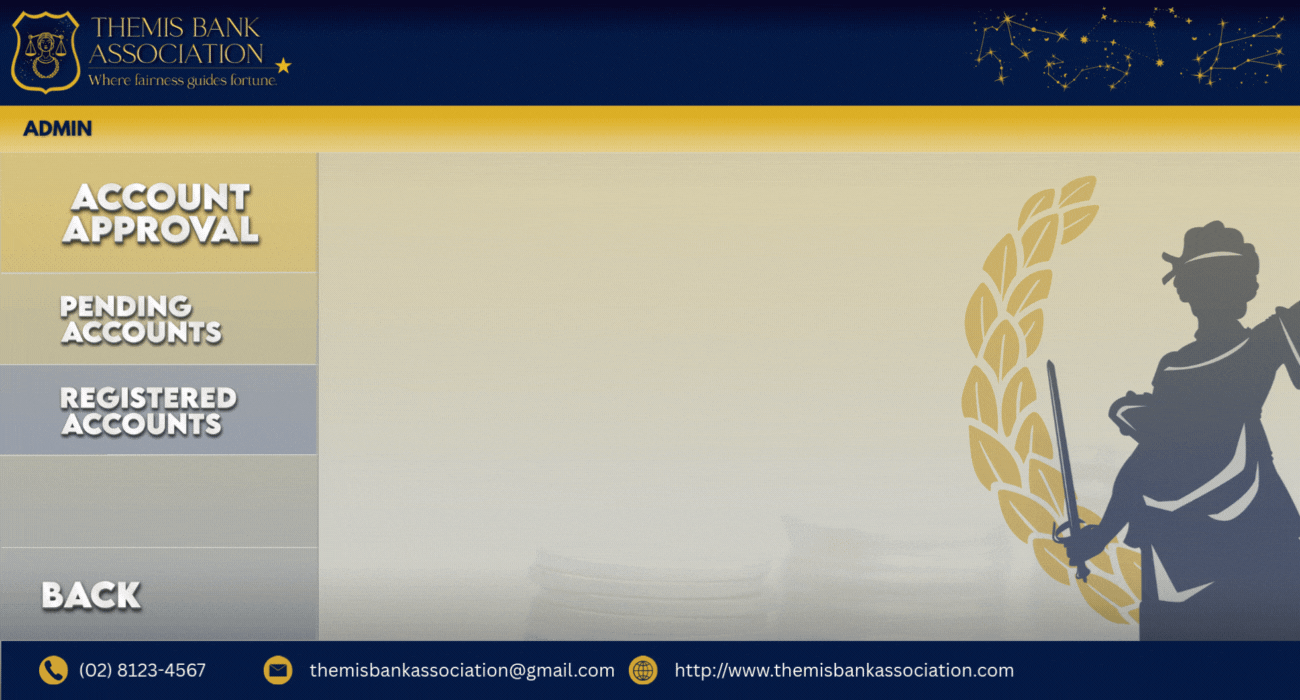 THEMIS BANK
ASSOCIATION
Where fairness guides fortune.
ADMIN
ACCOUNT
APPROVAL
PENDING
ACCOUNTS
REGISTERED
ACCOUNTS
BACK
(02) 8123-4567
themisbankassociation@gmail.com
http://www.themisbankassociation.com